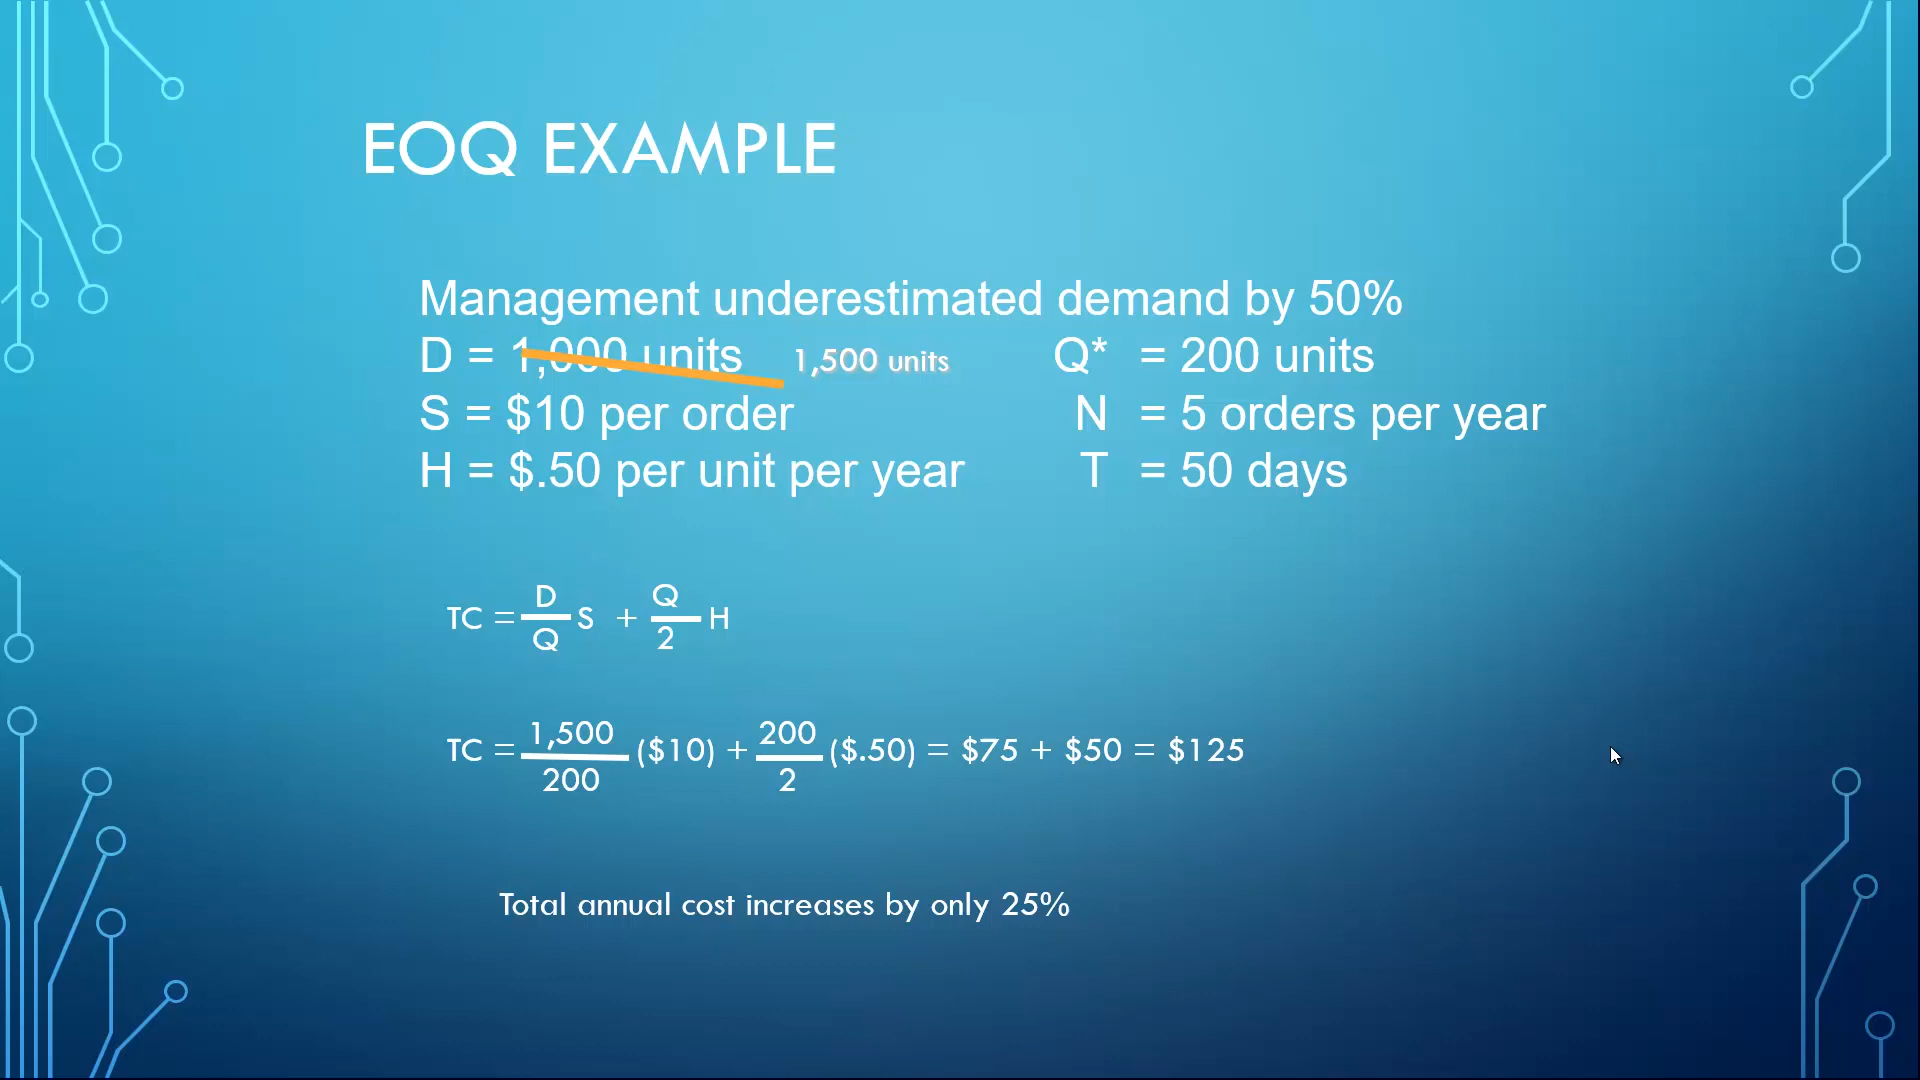 EOQ EXAMPLE
Management underestimated demand by 50%
D = 1,000 units 1,500 units Q* = 200 units
S = $10 per order N = 5 orders per year
H = $.50 per unit per year T = 50 days
TC = D/Q S + Q/2 H
TC = 1,500/200 ($10) + 200/2 ($.50) = $75 + $50 = $125
Total annual cost increases by only 25%